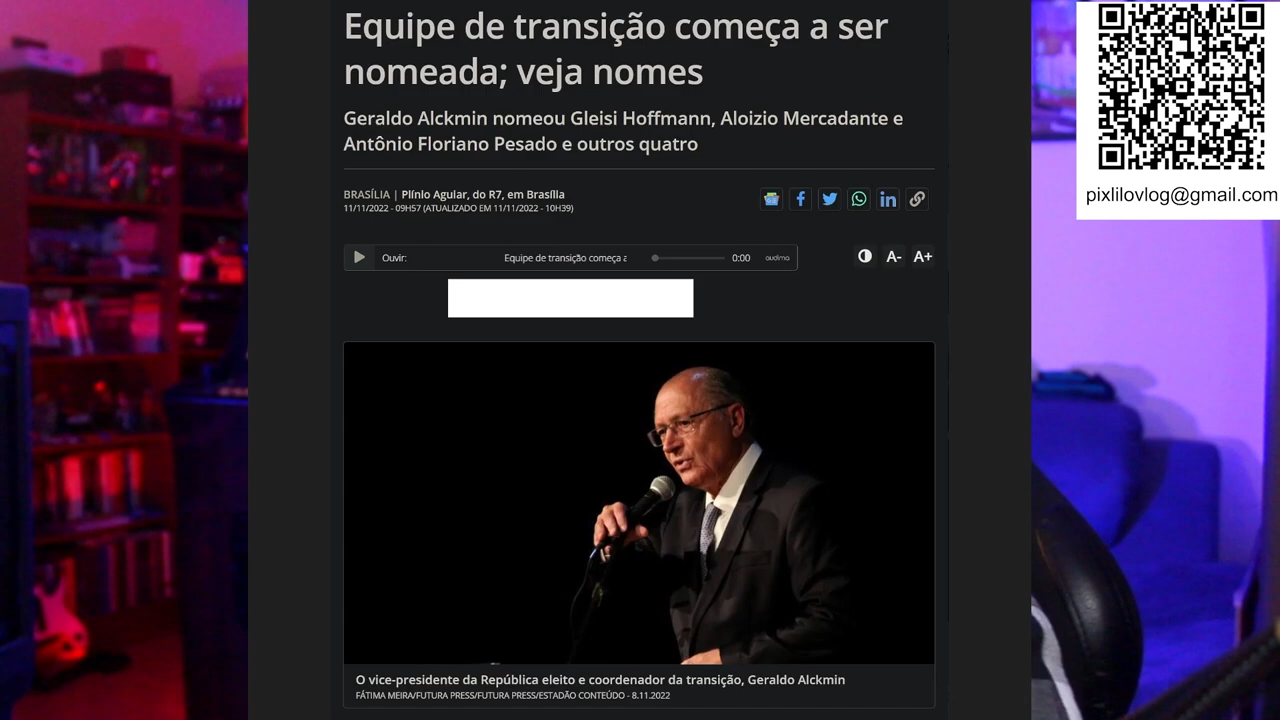 Equipe de transição começa a ser
nomeada; veja nomes
Geraldo Alckmin nomeou Gleisi Hoffmann, Aloizio Mercadante e
Antônio Floriano Pesado e outros quatro
BRASÍLIA | Plínio Aguiar, do R7, em Brasília
11/11/2022 - 09H57 (ATUALIZADO EM 11/11/2022 - 10H39)
Ouvir: Equipe de transição começa a 0:00 audima
A- A+
O vice-presidente da República eleito e coordenador da transição, Geraldo Alckmin
FÁTIMA MEIRA/FUTURA PRESS/FUTURA PRESS/ESTADÃO CONTEÚDO - 8.11.2022
pixlilovlog@gmail.com